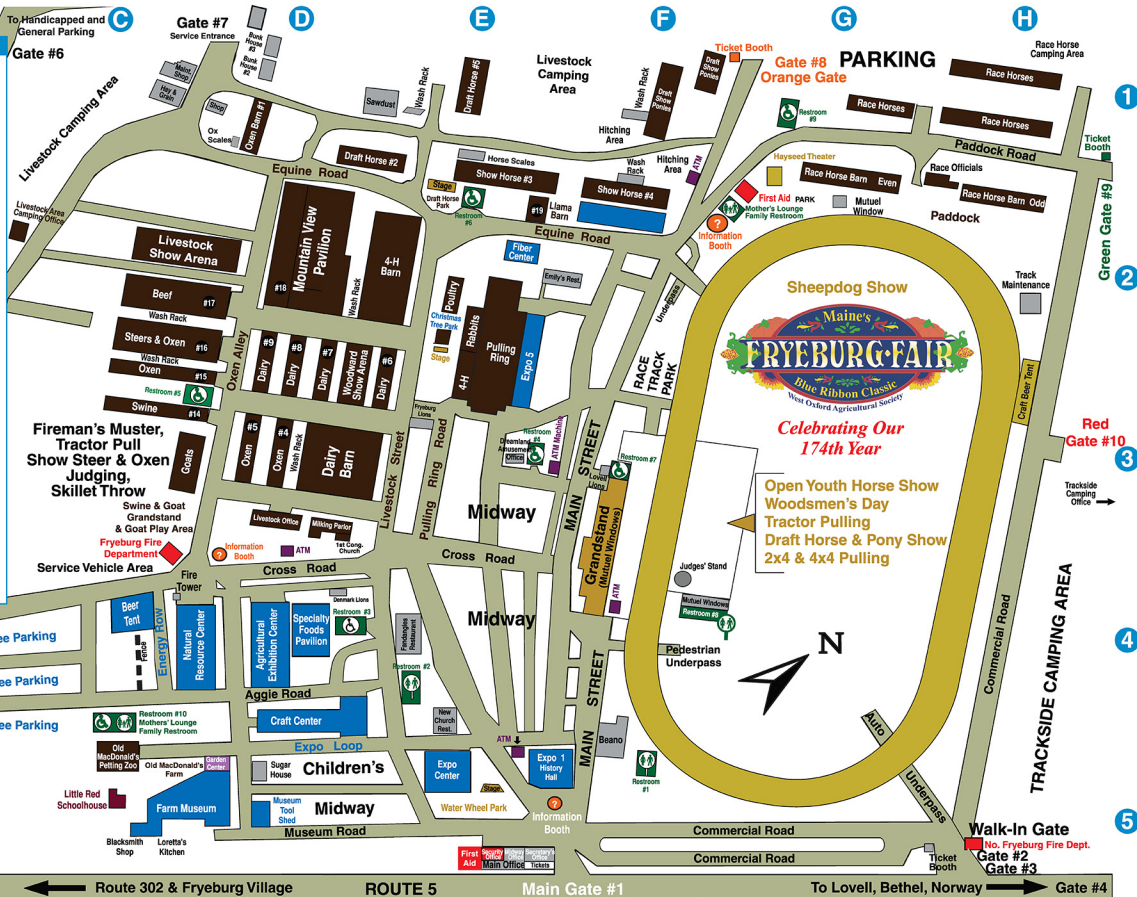 To Handicapped and
General Parking
Gate #6
C
Gate #7
Service Entrance
D
E
F
G
H
1
2
3
4
5
Bunk
House
#3
Bunk
House
#2
Maint.
Shop
Hay &
Grain
Shop
Ox
Scales
Oxen Barn #1
Livestock Camping Area
Livestock Area
Camping Office
Sawdust
Wash Rack
Draft Horse #5
Livestock
Camping
Area
Wash Rack
Hitching
Area
Draft
Show
Ponies
Draft
Show
Ponies
Ticket Booth
Gate #8
Orange Gate
PARKING
Race Horse
Camping Area
Race Horses
Race Horses
Race Horses
Restroom
#9
Paddock Road
Ticket
Booth
Green Gate #9
Draft Horse #2
Equine Road
Horse Scales
Show Horse #3
Stage
Draft Horse
Park
Restroom
#6
#19
Llama
Barn
Wash
Rack
Show Horse #4
Hitching
Area
ATM
Hayseed Theater
First Aid
PARK
Mother's Lounge
Family Restroom
?
Information
Booth
Race Horse Barn Even
Mutuel
Window
Race Officials
Race Horse Barn Odd
Paddock
Track
Maintenance
Equine Road
Livestock
Show Arena
Beef
#17
Wash Rack
Steers & Oxen
#16
Wash Rack
Oxen
#15
Restroom #5
Swine
#14
Oxen Alley
Mountain View
Pavilion
#18
Wash Rack
4-H
Barn
Fiber
Center
Emily's Rest.
Poultry
Christmas
Tree Park
Stage
Rabbits
4-H
Pulling
Ring
Expo 5
Underpass
RACE
TRACK
PARK
#9
Dairy
#8
Dairy
#7
Dairy
Woodward
Show Arena
#6
Dairy
#5
Oxen
#4
Oxen
Wash Rack
Dairy
Barn
Goats
Livestock Street
Pulling Ring Road
Fryeburg
Lions
Dreamland
Amusement
Office
Restroom
#4
ATM Machine
MAIN STREET
Restroom #7
Lovell
Lions
Grandstand
(Mutuel Windows)
ATM
Sheepdog Show
Maine's
FRYEBURG•FAIR
Blue Ribbon Classic
West Oxford Agricultural Society
Celebrating Our
174th Year
Open Youth Horse Show
Woodsmen's Day
Tractor Pulling
Draft Horse & Pony Show
2x4 & 4x4 Pulling
Craft Beer Tent
Red
Gate #10
Trackside
Camping
Office
Fireman's Muster,
Tractor Pull
Show Steer & Oxen
Judging,
Skillet Throw
Swine & Goat
Grandstand
& Goat Play Area
Fryeburg Fire
Department
Service Vehicle Area
Fire
Tower
?
Information
Booth
ATM
Livestock Office
Milking Parlor
1st Cong.
Church
Midway
Cross Road
Cross Road
Judges' Stand
Mutuel Windows
Restroom #8
Pedestrian
Underpass
N
Commercial Road
TRACKSIDE CAMPING AREA
ee Parking
ee Parking
ee Parking
Beer
Tent
Fence
Energy Row
Natural
Resource Center
Agricultural
Exhibition Center
Specialty
Foods
Pavilion
Denmark Lions
Restroom #3
Fandangles
Restaurant
Restroom #2
Midway
MAIN STREET
Aggie Road
Craft Center
Expo Loop
New
Church
Rest.
Restroom #10
Mothers' Lounge
Family Restroom
Old
MacDonald's
Petting Zoo
Old MacDonald's
Farm
Garden
Center
Little Red
Schoolhouse
Farm Museum
Blacksmith
Shop
Loretta's
Kitchen
Sugar
House
Children's
Midway
Museum
Tool
Shed
Museum Road
Expo
Center
Stage
Water Wheel Park
ATM
Expo 1
History
Hall
?
Information
Booth
Beano
Restroom
#1
Auto
Underpass
Commercial Road
Commercial Road
First
Aid
Security
Office
Midway
Office
Secretary's
Office
Main Office
Tickets
Ticket
Booth
Walk-In Gate
No. Fryeburg Fire Dept.
Gate #2
Gate #3
Route 302 & Fryeburg Village
ROUTE 5
Main Gate #1
To Lovell, Bethel, Norway
Gate #4